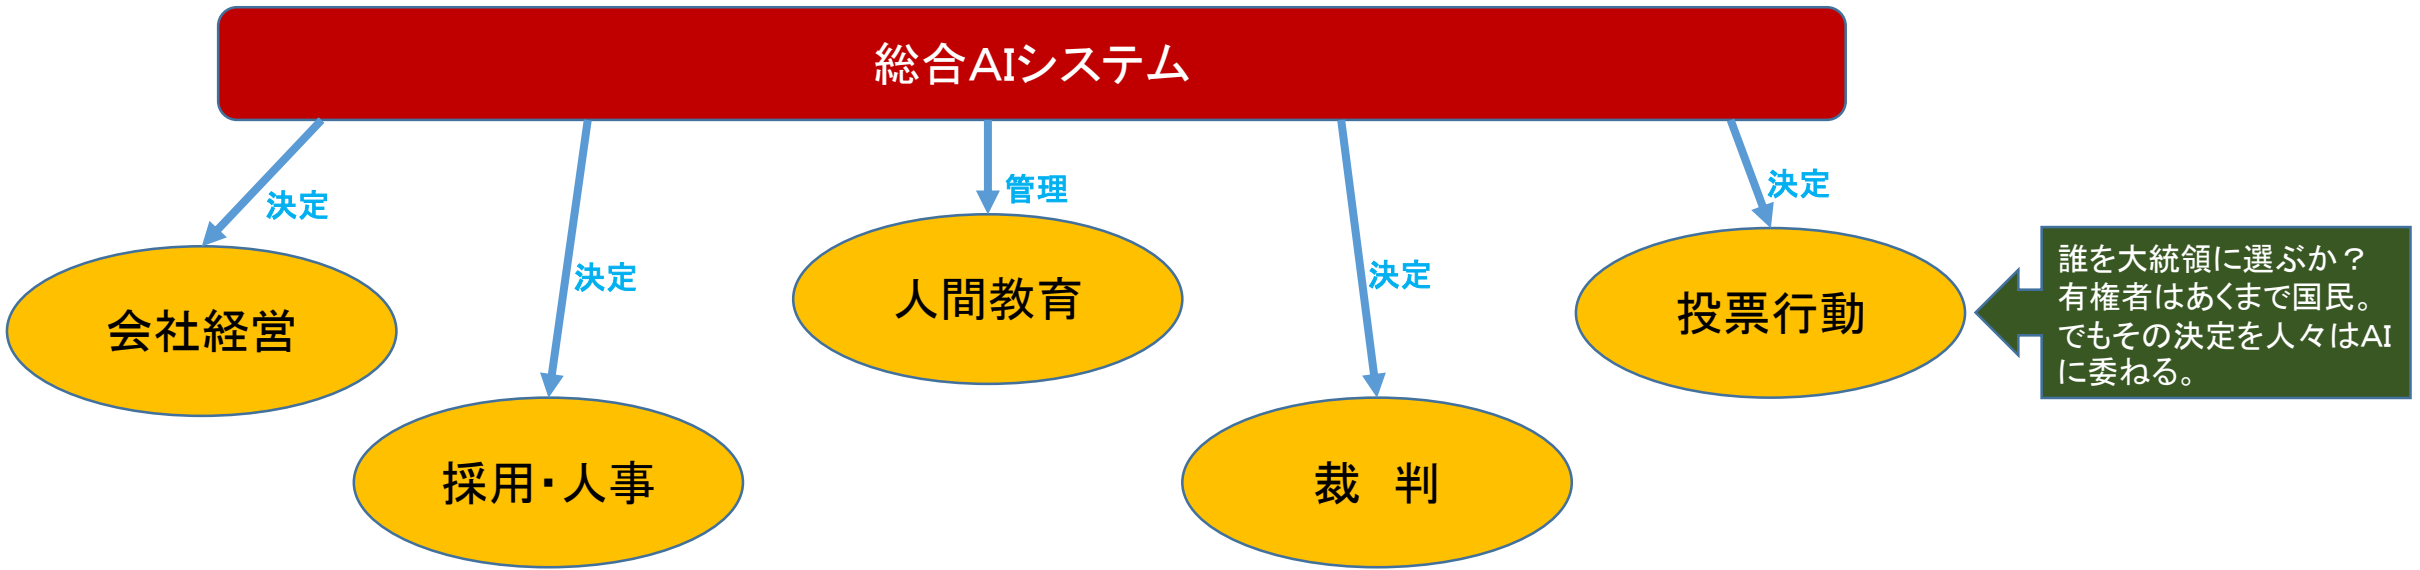 総合AIシステム
決定
決定
管理
決定
決定
会社経営
採用・人事
人間教育
裁　判
投票行動
誰を大統領に選ぶか？
有権者はあくまで国民。
でもその決定を人々はAI
に委ねる。